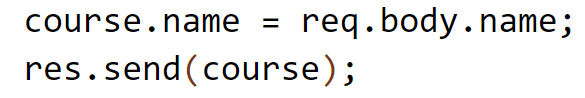 course.name = req.body.name;
res.send(course);